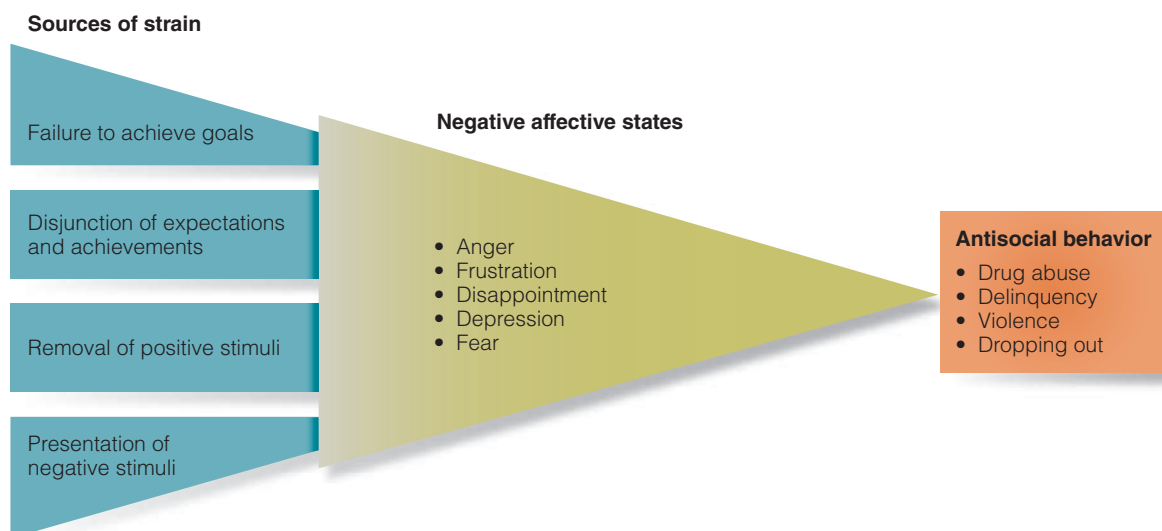 Sources of strain
Failure to achieve goals
Disjunction of expectations
and achievements
Removal of positive stimuli
Presentation of
negative stimuli
Negative affective states
• Anger
• Frustration
• Disappointment
• Depression
• Fear
Antisocial behavior
• Drug abuse
• Delinquency
• Violence
• Dropping out